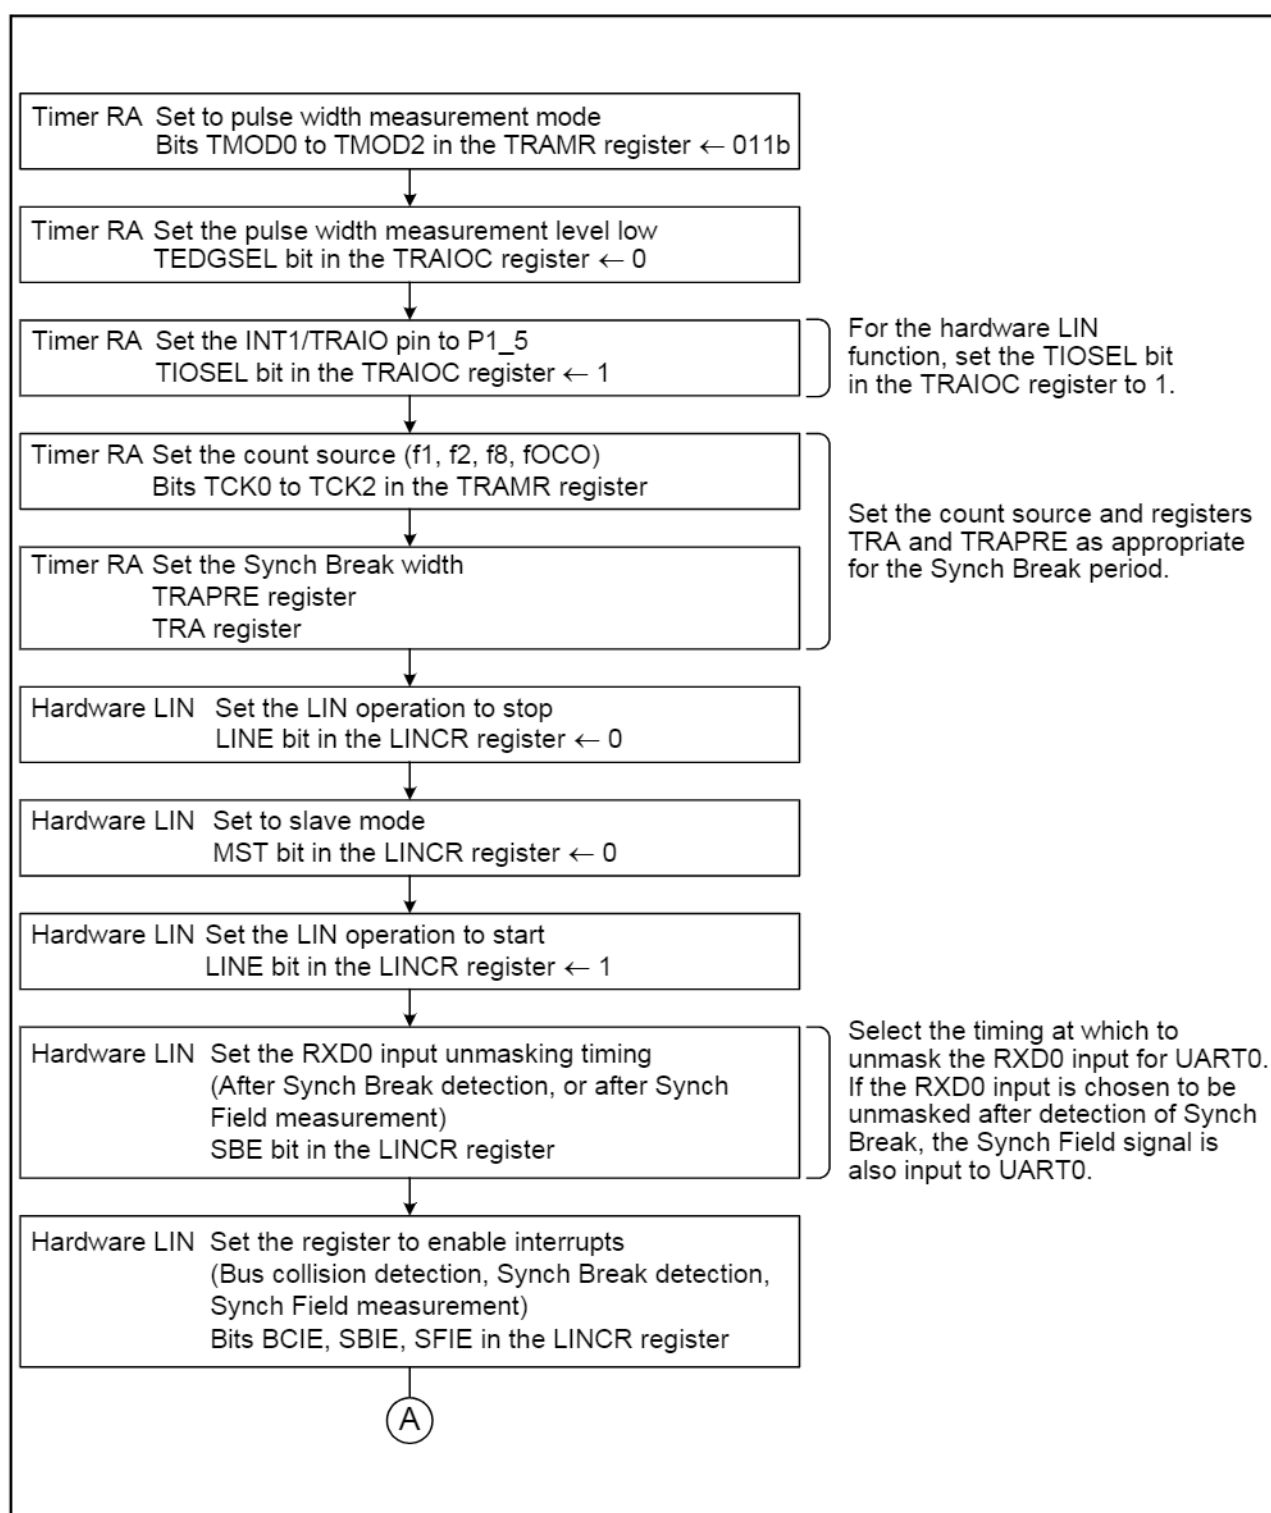 Timer RA Set to pulse width measurement mode
Bits TMOD0 to TMOD2 in the TRAMR register ← 011b
Timer RA Set the pulse width measurement level low
TEDGSEL bit in the TRAIOC register ← 0
Timer RA Set the INT1/TRAIO pin to P1_5
TIOSEL bit in the TRAIOC register ← 1
For the hardware LIN
function, set the TIOSEL bit
in the TRAIOC register to 1.
Timer RA Set the count source (f1, f2, f8, fOCO)
Bits TCK0 to TCK2 in the TRAMR register
Timer RA Set the Synch Break width
TRAPRE register
TRA register
Set the count source and registers
TRA and TRAPRE as appropriate
for the Synch Break period.
Hardware LIN Set the LIN operation to stop
LINE bit in the LINCR register ← 0
Hardware LIN Set to slave mode
MST bit in the LINCR register ← 0
Hardware LIN Set the LIN operation to start
LINE bit in the LINCR register ← 1
Hardware LIN Set the RXD0 input unmasking timing
(After Synch Break detection, or after Synch
Field measurement)
SBE bit in the LINCR register
Select the timing at which to
unmask the RXD0 input for UART0.
If the RXD0 input is chosen to be
unmasked after detection of Synch
Break, the Synch Field signal is
also input to UART0.
Hardware LIN Set the register to enable interrupts
(Bus collision detection, Synch Break detection,
Synch Field measurement)
Bits BCIE, SBIE, SFIE in the LINCR register
A